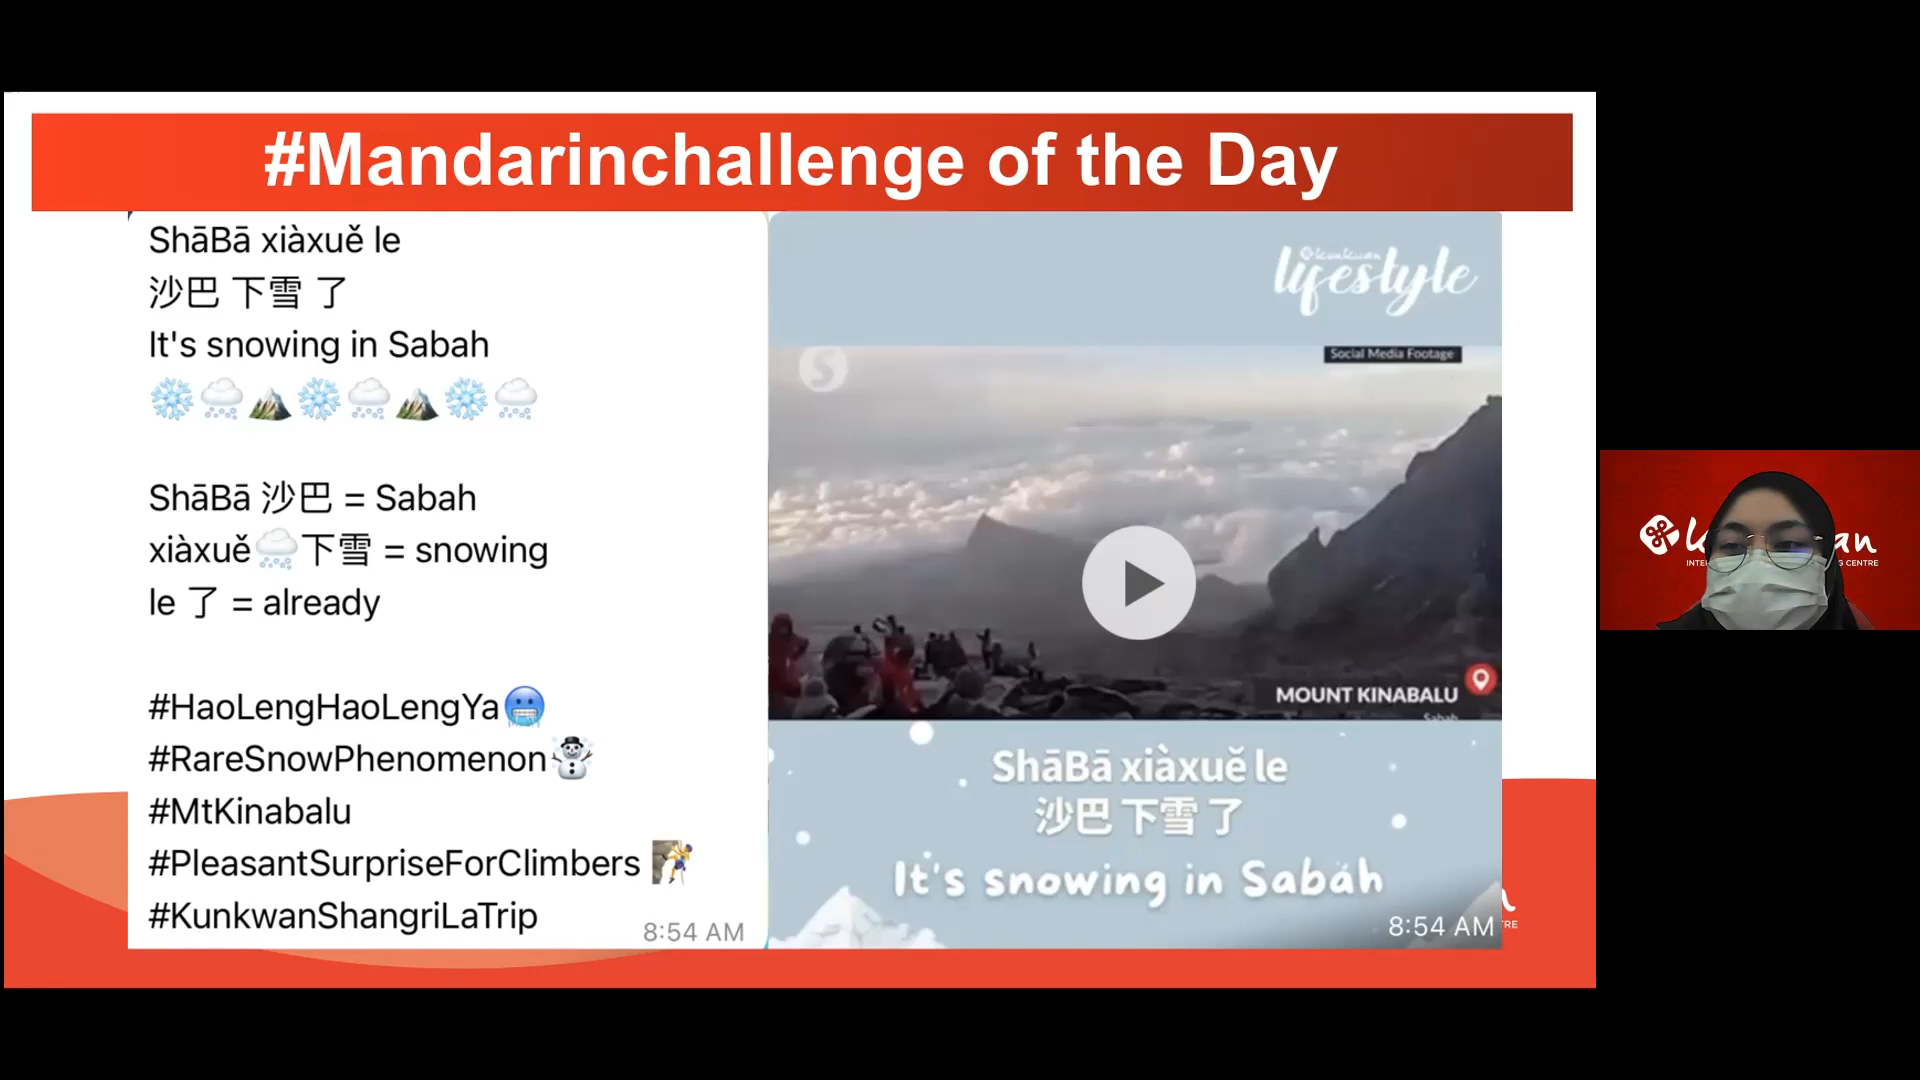 #Mandarinchallenge of the Day
ShāBā xiàxuě le
沙巴 下雪 了
It's snowing in Sabah
ShāBā 沙巴 = Sabah
xiàxuě🌨️下雪 = snowing
le 了 = already
#HaoLengHaoLengYa🥶
#RareSnowPhenomenon☃️
#MtKinabalu
#PleasantSurpriseForClimbers 🧗
#KunkwanShangriLaTrip
8:54 AM
lifestyle
Social Media Footage
MOUNT KINABALU
Sabah
ShāBā xiàxuě le
沙巴 下雪 了
It's snowing in Sabah
8:54 AM
CENTRE